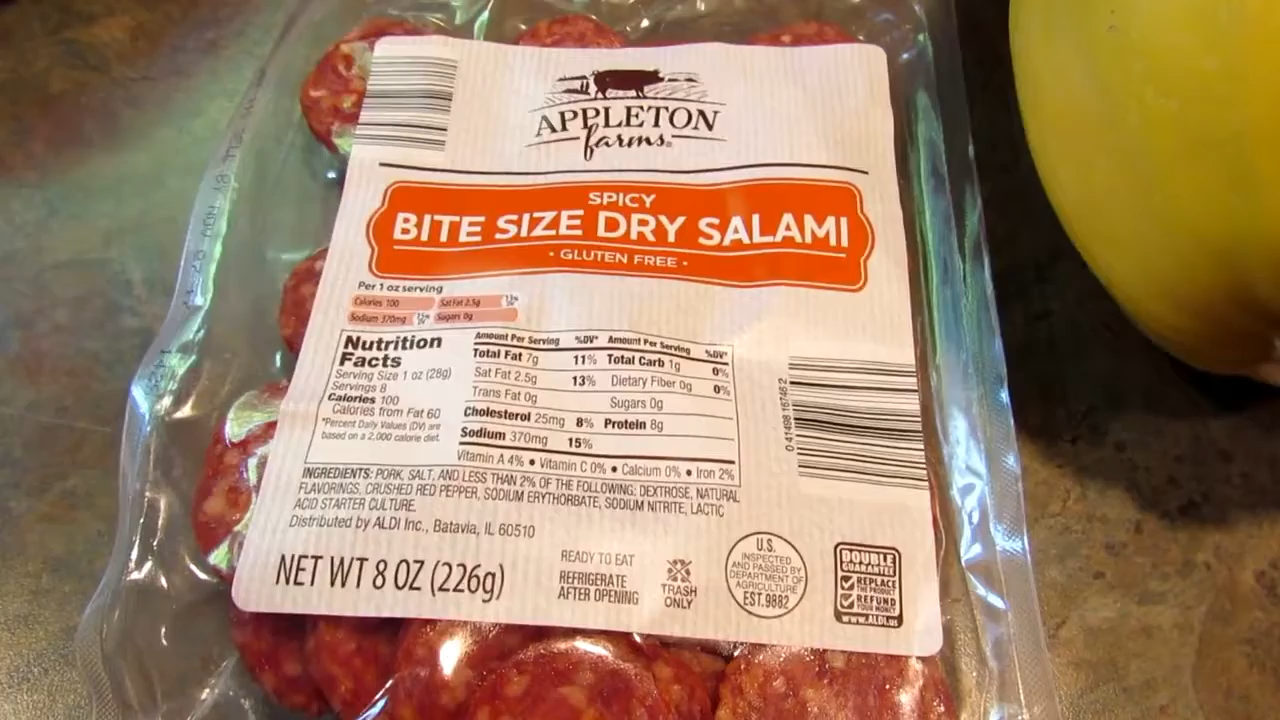 APPLETON
farms®
SPICY
BITE SIZE DRY SALAMI
• GLUTEN FREE •
Per 1 oz serving
Calories 100
Sat Fat 2.5g
13% DV
Sodium 370mg
15% DV
Sugars 0g
Nutrition
Facts
Serving Size 1 oz (28g)
Servings 8
Calories 100
Calories from Fat 60
*Percent Daily Values (DV) are
based on a 2,000 calorie diet.
Amount Per Serving %DV* Amount Per Serving %DV*
Total Fat 7g 11% Total Carb 1g 0%
Sat Fat 2.5g 13% Dietary Fiber 0g 0%
Trans Fat 0g Sugars 0g
Cholesterol 25mg 8% Protein 8g
Sodium 370mg 15%
Vitamin A 4% • Vitamin C 0% • Calcium 0% • Iron 2%
INGREDIENTS: PORK, SALT, AND LESS THAN 2% OF THE FOLLOWING: DEXTROSE, NATURAL
FLAVORINGS, CRUSHED RED PEPPER, SODIUM ERYTHORBATE, SODIUM NITRITE, LACTIC
ACID STARTER CULTURE.
Distributed by ALDI Inc., Batavia, IL 60510
NET WT 8 OZ (226g)
READY TO EAT
REFRIGERATE
AFTER OPENING
TRASH
ONLY
U.S.
INSPECTED
AND PASSED BY
DEPARTMENT OF
AGRICULTURE
EST.9882
DOUBLE
GUARANTEE
REPLACE
THE PRODUCT
REFUND
YOUR MONEY
www.ALDI.us